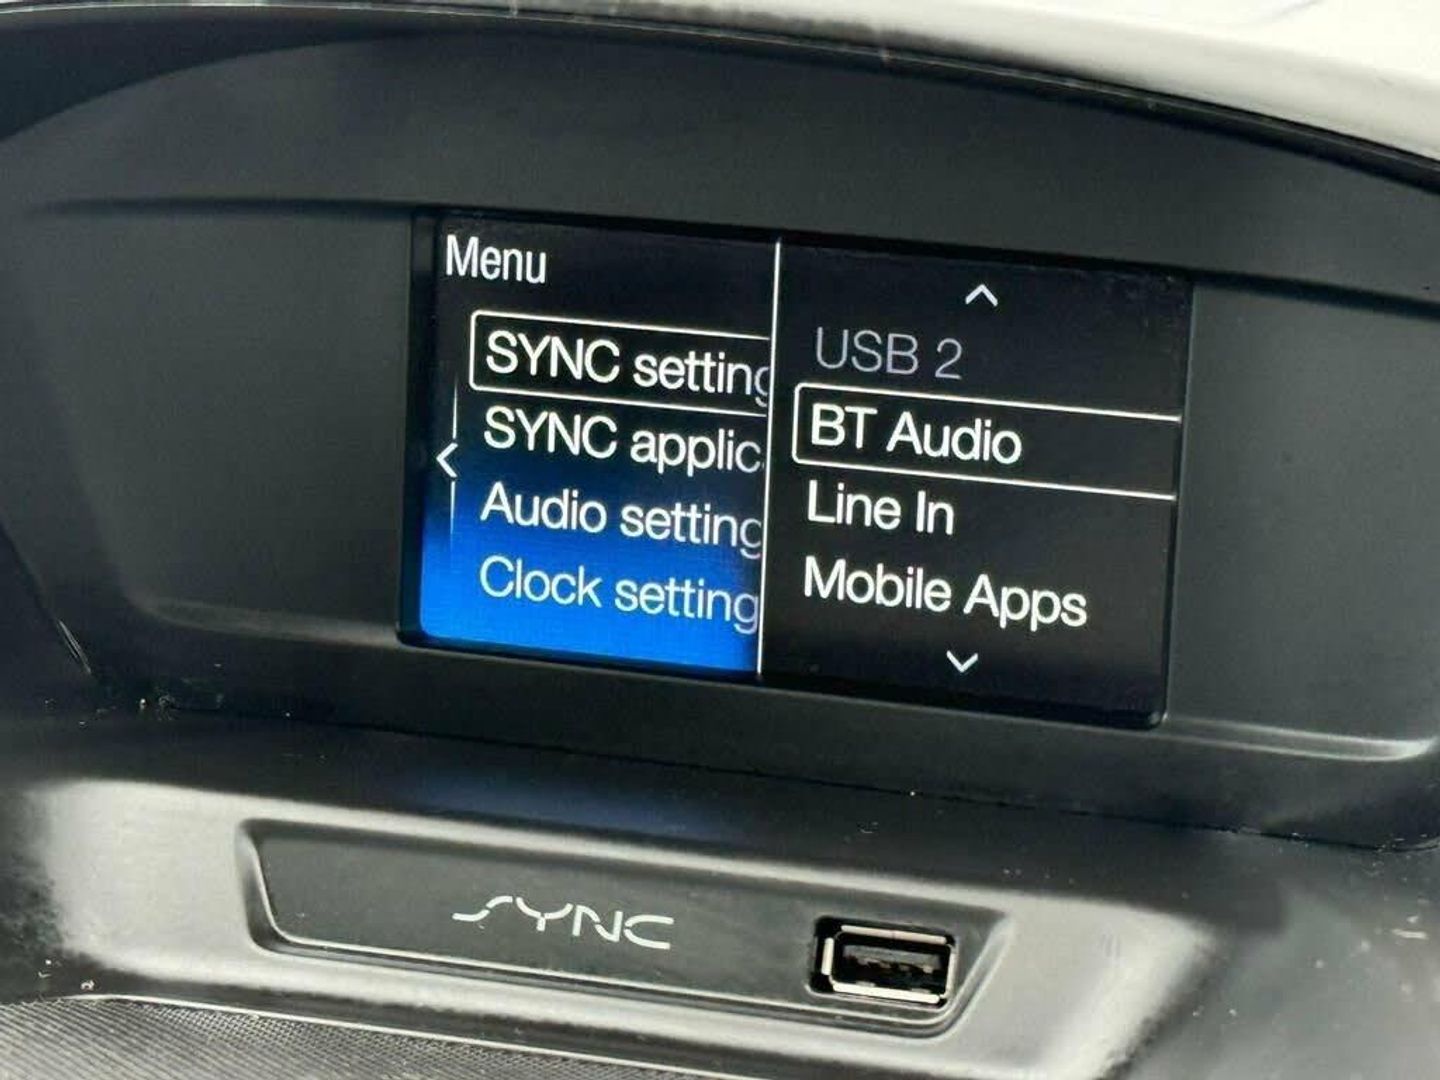 Menu
SYNC setting
SYNC applic
Audio setting
Clock setting
USB 2
BT Audio
Line In
Mobile Apps
SYNC